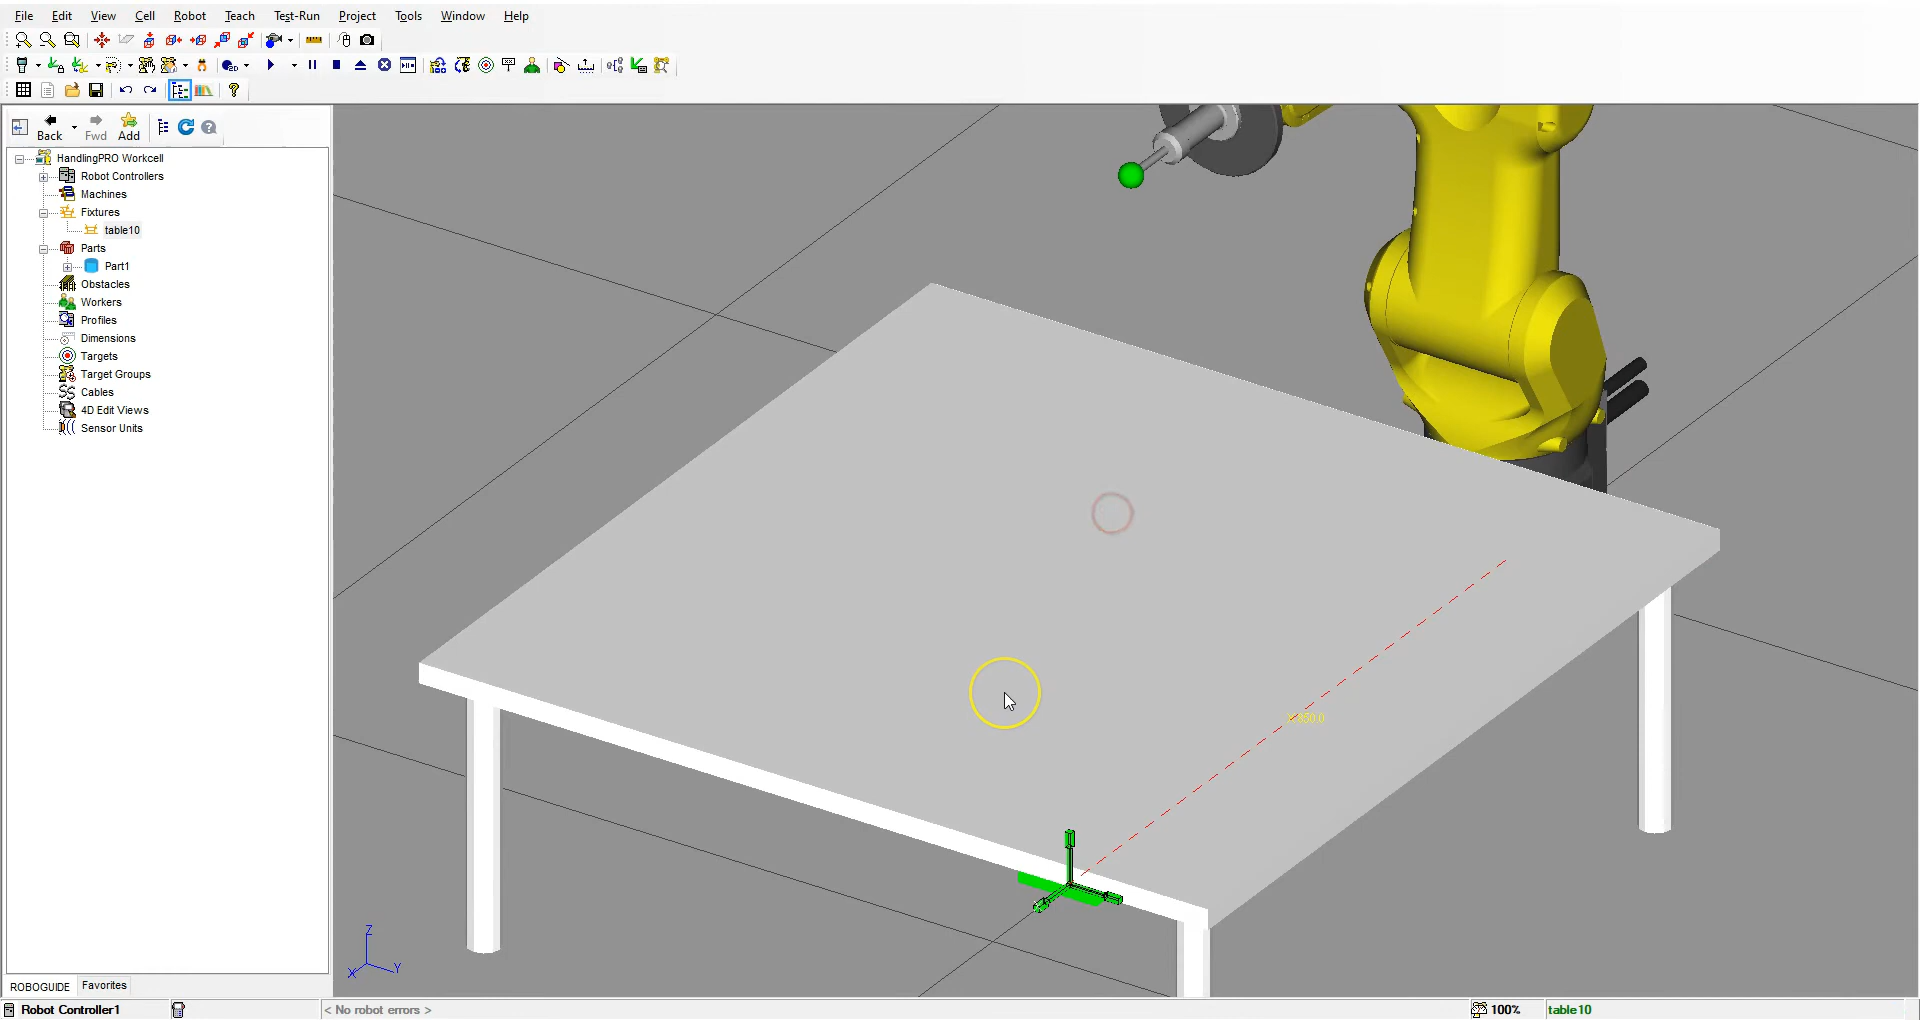 File Edit View Cell Robot Teach Test-Run Project Tools Window Help
Back Fwd Add
HandlingPRO Workcell
Robot Controllers
Machines
Fixtures
table10
Parts
Part1
Obstacles
Workers
Profiles
Dimensions
Targets
Target Groups
Cables
4D Edit Views
Sensor Units
Z
X Y
ROBOGUIDE Favorites
Robot Controller1 < No robot errors > 100% table10